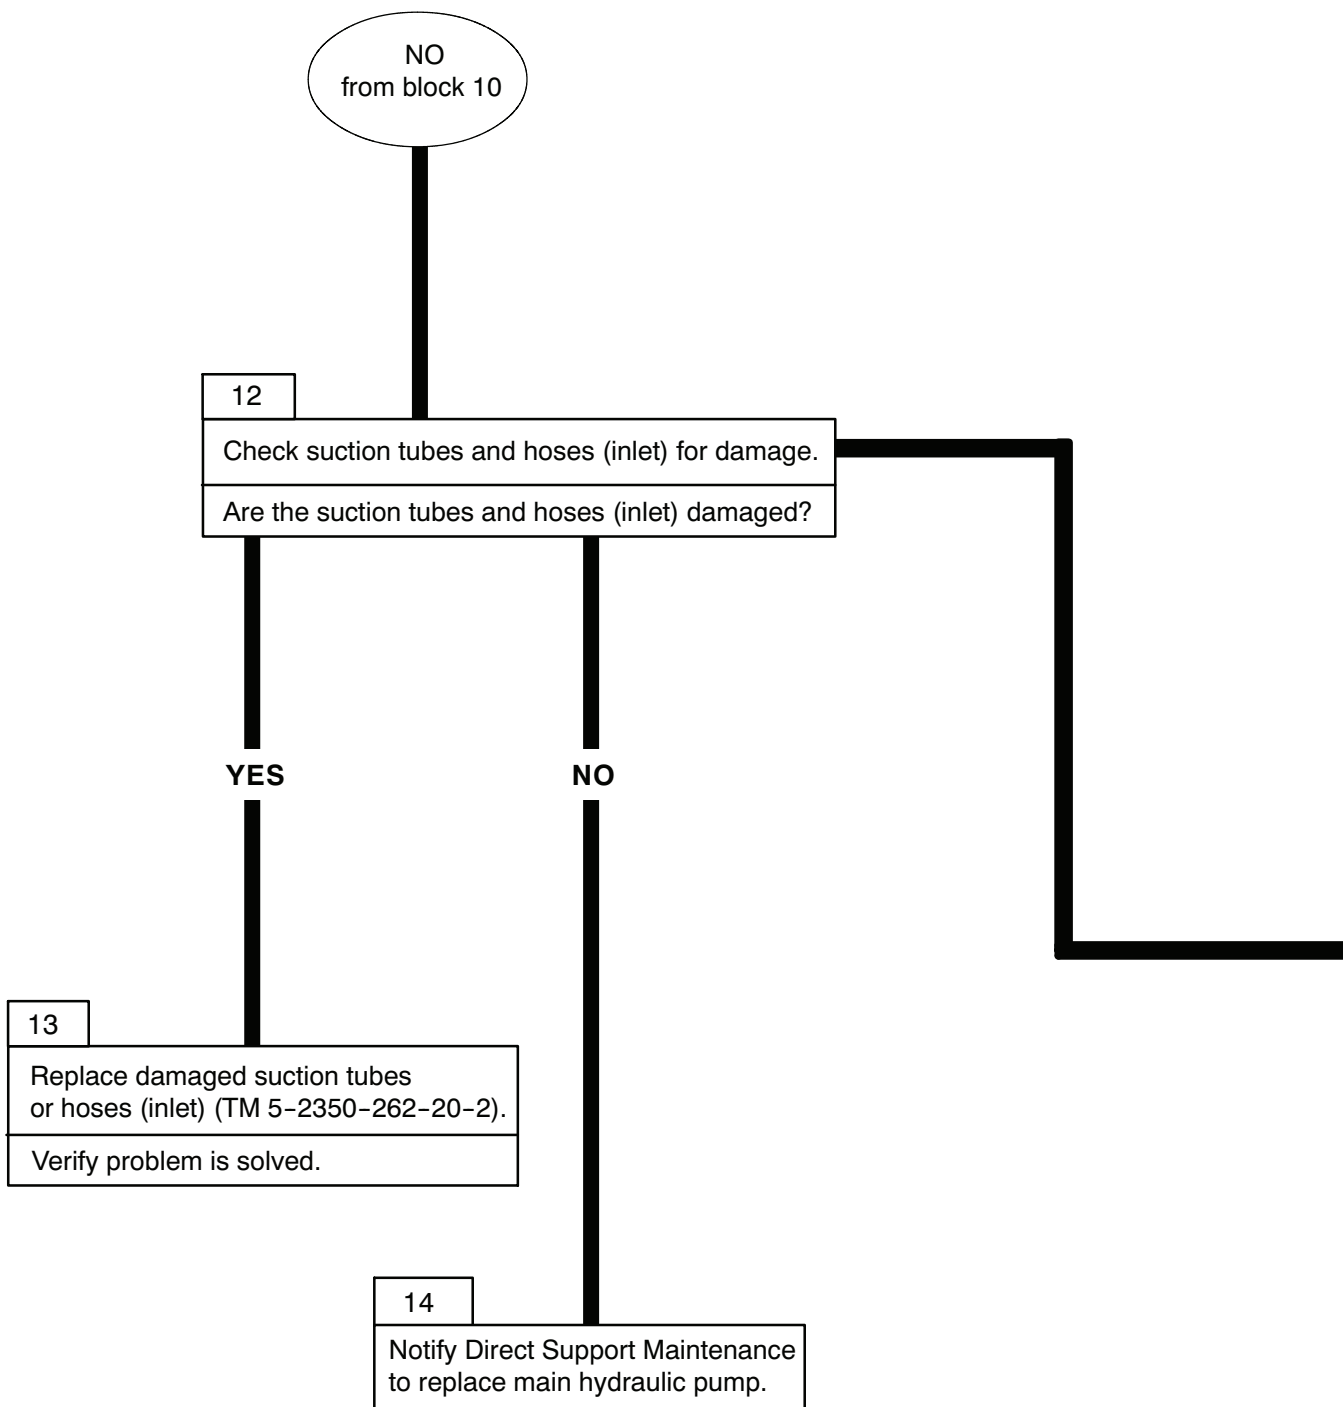 NO
from block 10
12
Check suction tubes and hoses (inlet) for damage.
Are the suction tubes and hoses (inlet) damaged?
YES
NO
13
Replace damaged suction tubes
or hoses (inlet) (TM 5-2350-262-20-2).
Verify problem is solved.
14
Notify Direct Support Maintenance
to replace main hydraulic pump.